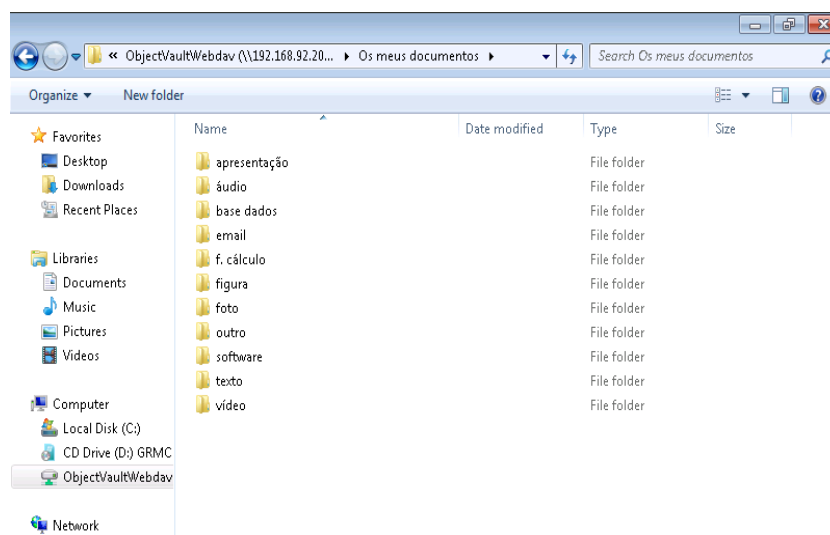 « ObjectVaultWebdav (\\192.168.92.20... ▸ Os meus documentos ▸
Search Os meus documentos
Organize ▾ New folder
Name Date modified Type Size
Favorites
Desktop
Downloads
Recent Places
Libraries
Documents
Music
Pictures
Videos
Computer
Local Disk (C:)
CD Drive (D:) GRMC
ObjectVaultWebdav
Network
apresentação File folder
áudio File folder
base dados File folder
email File folder
f. cálculo File folder
figura File folder
foto File folder
outro File folder
software File folder
texto File folder
vídeo File folder